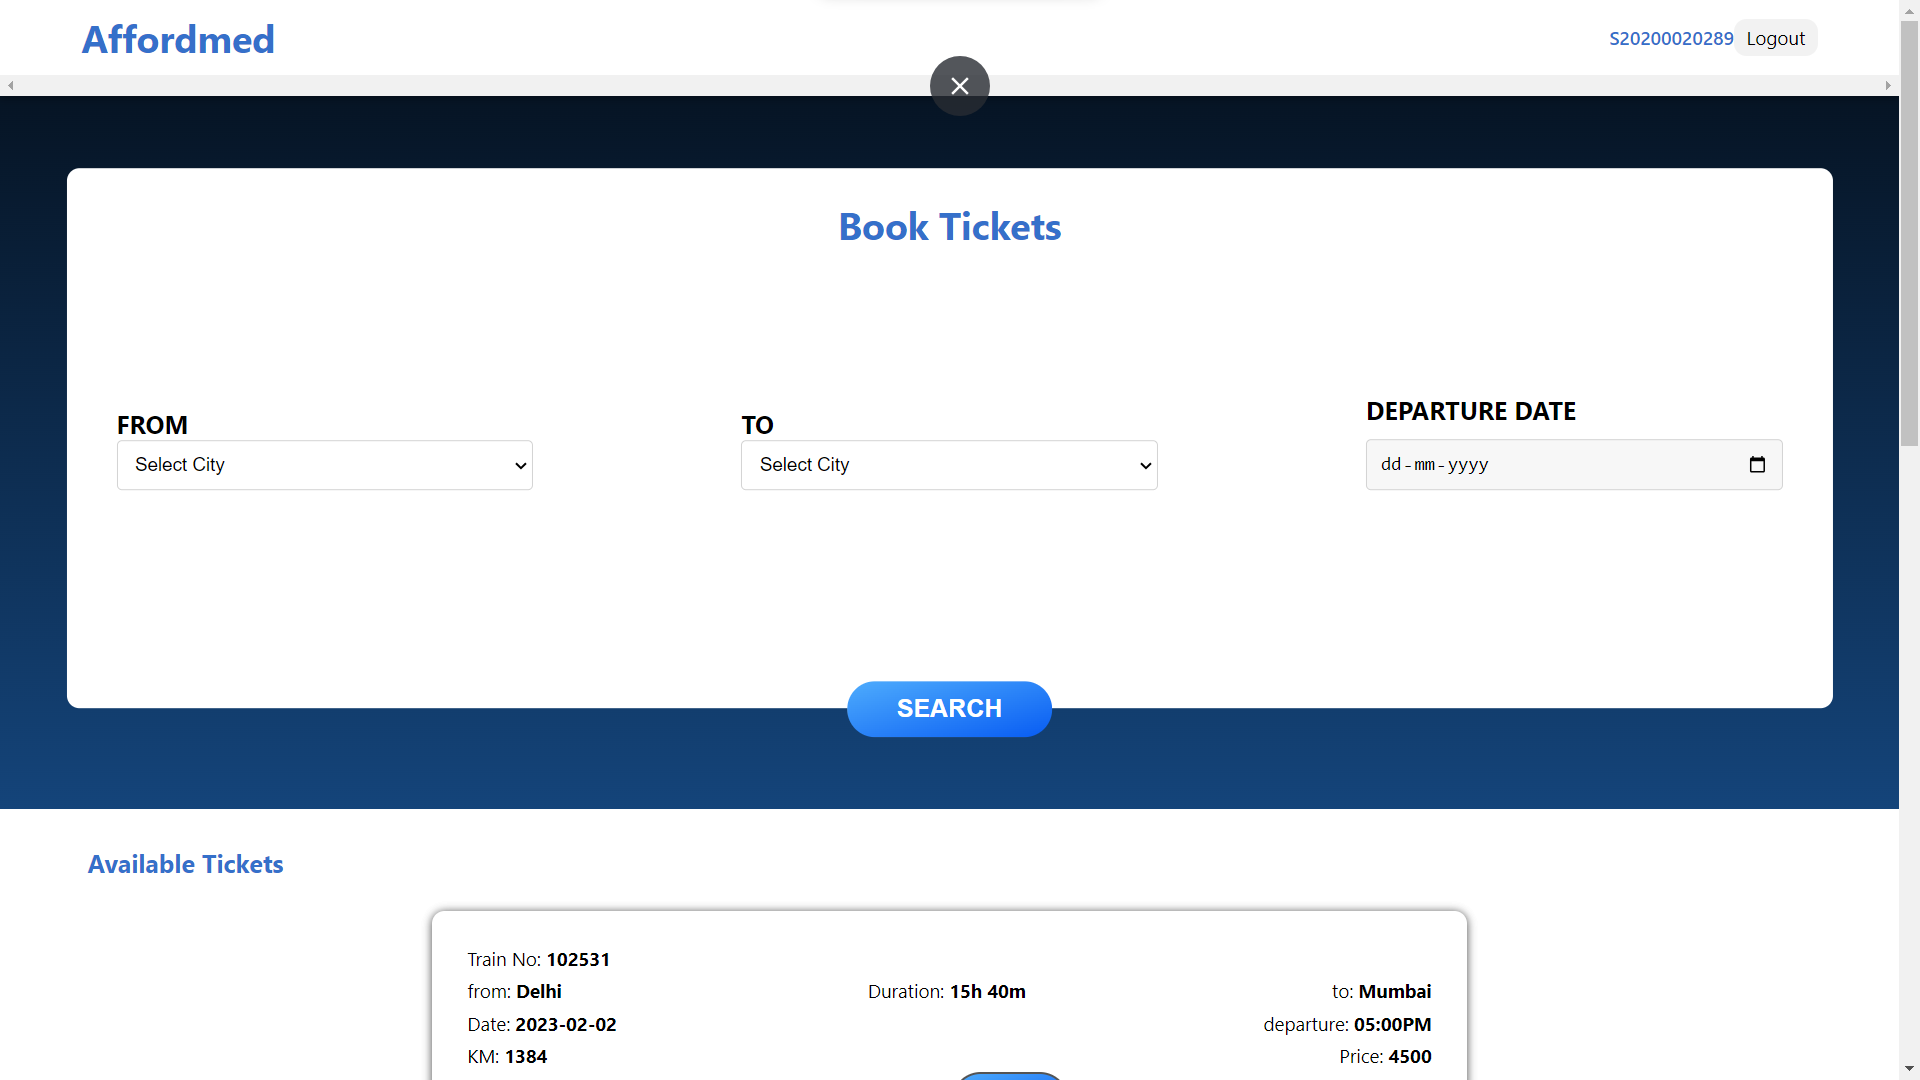 Affordmed
S20200020289 Logout
Book Tickets
FROM
Select City
TO
Select City
DEPARTURE DATE
dd-mm-yyyy
SEARCH
Available Tickets
Train No: 102531
from: Delhi Duration: 15h 40m to: Mumbai
Date: 2023-02-02 departure: 05:00PM
KM: 1384 Price: 4500